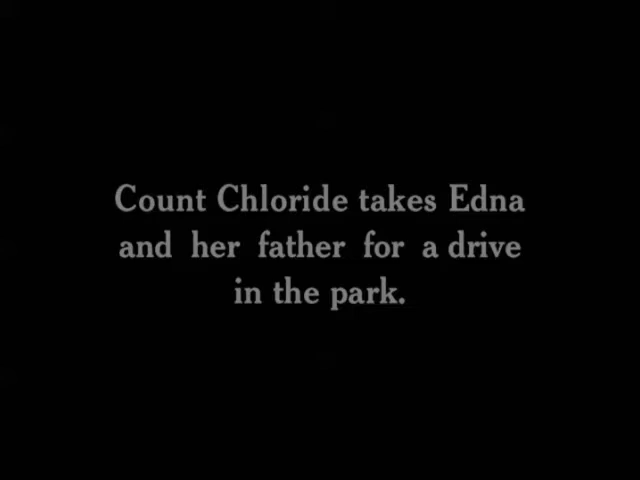 Count Chloride takes Edna
and her father for a drive
in the park.